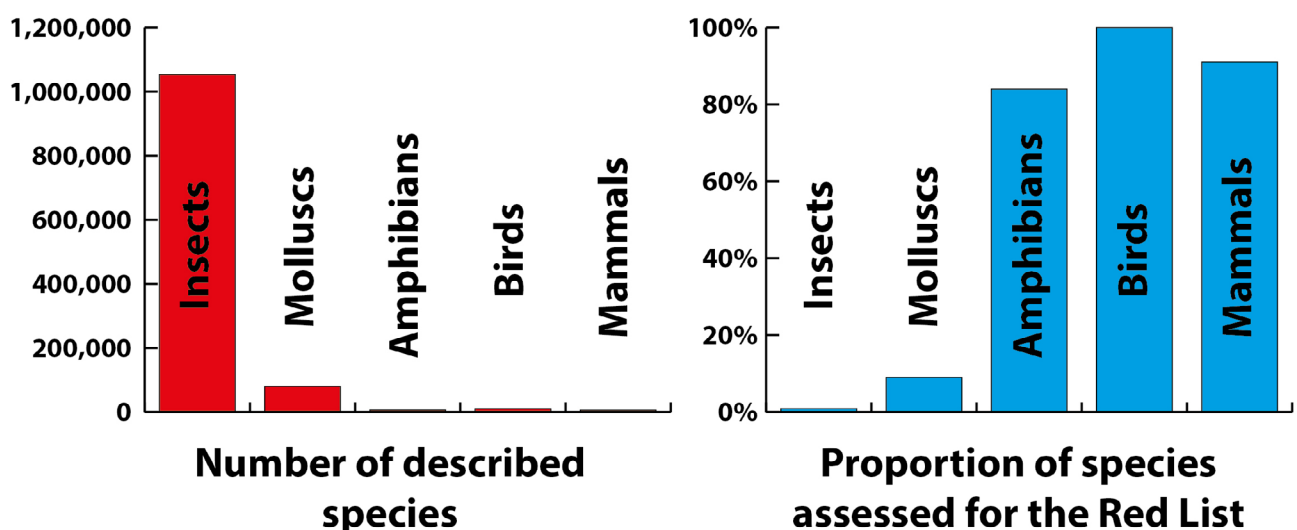 1,200,000
1,000,000
800,000
600,000
400,000
200,000
0
Insects
Molluscs
Amphibians
Birds
Mammals
Number of described
species
100%
80%
60%
40%
20%
0%
Insects
Molluscs
Amphibians
Birds
Mammals
Proportion of species
assessed for the Red List